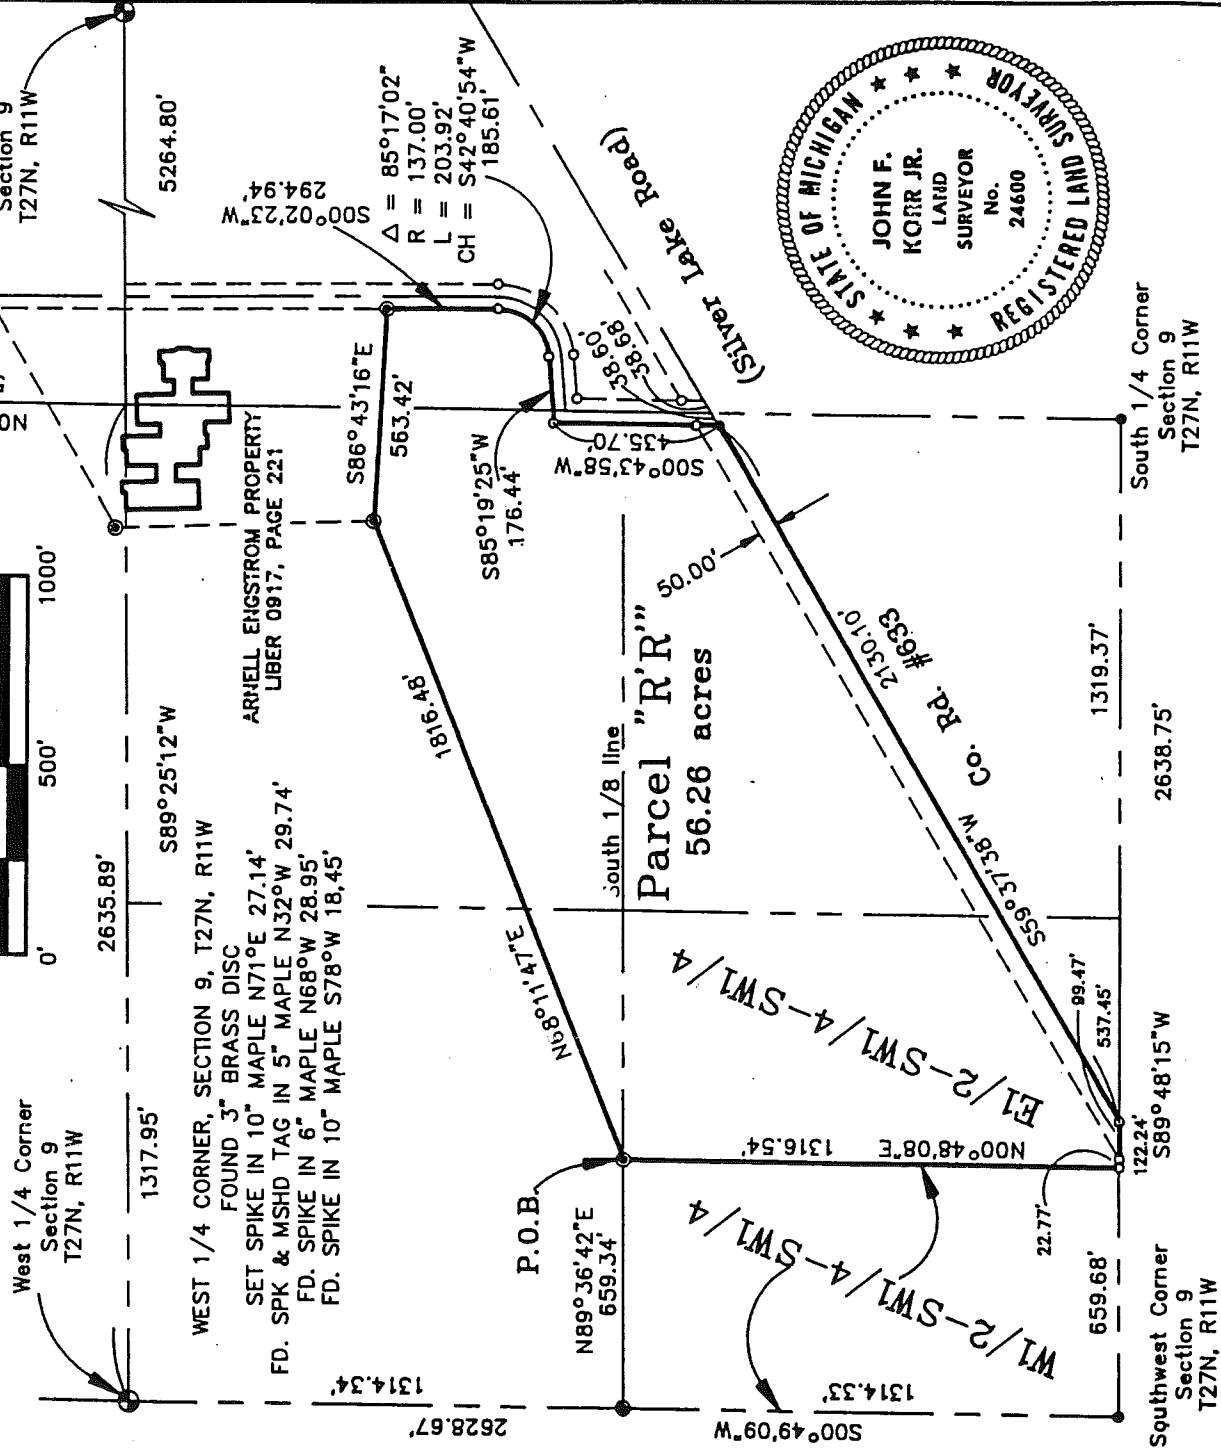 Section 9
T27N, R11W
5264.80'
Δ = 85°17'02"
R = 137.00'
L = 203.92'
CH = S42°40'54"W
185.61'
S00°02'23"W
294.94'
STATE OF MICHIGAN
REGISTERED LAND SURVEYOR
JOHN F.
KORR JR.
LAND
SURVEYOR
No.
24600
(Silver Lake Road)
38.60'
38.68'
S86°43'16"E
563.42'
S85°19'25"W
176.44'
S00°43'58"W
435.70'
South 1/4 Corner
Section 9
T27N, R11W
ARNELL ENGSTROM PROPERTY
LIBER 0917, PAGE 221
0'
500'
1000'
2635.89'
S89°25'12"W
1816.48'
N68°11'47"E
South 1/8 line
Parcel "R'R'"
56.26 acres
50.00'
2130.10'
Co. Rd. #633
S59°37'38"W
1319.37'
2638.75'
West 1/4 Corner
Section 9
T27N, R11W
1317.95'
WEST 1/4 CORNER, SECTION 9, T27N, R11W
FOUND 3" BRASS DISC
SET SPIKE IN 10" MAPLE N71°E 27.14'
FD. SPK & MSHD TAG IN 5" MAPLE N32°W 29.74'
FD. SPIKE IN 6" MAPLE N68°W 28.95'
FD. SPIKE IN 10" MAPLE S78°W 18.45'
P.O.B.
N89°36'42"E
659.34'
E1/2-SW1/4-SW1/4
W1/2-SW1/4-SW1/4
1316.54'
N00°48'08"E
99.47'
537.45'
122.24'
S89°48'15"W
22.77'
659.68'
1314.34'
2628.67'
1314.33'
S00°49'09"W
Southwest Corner
Section 9
T27N, R11W